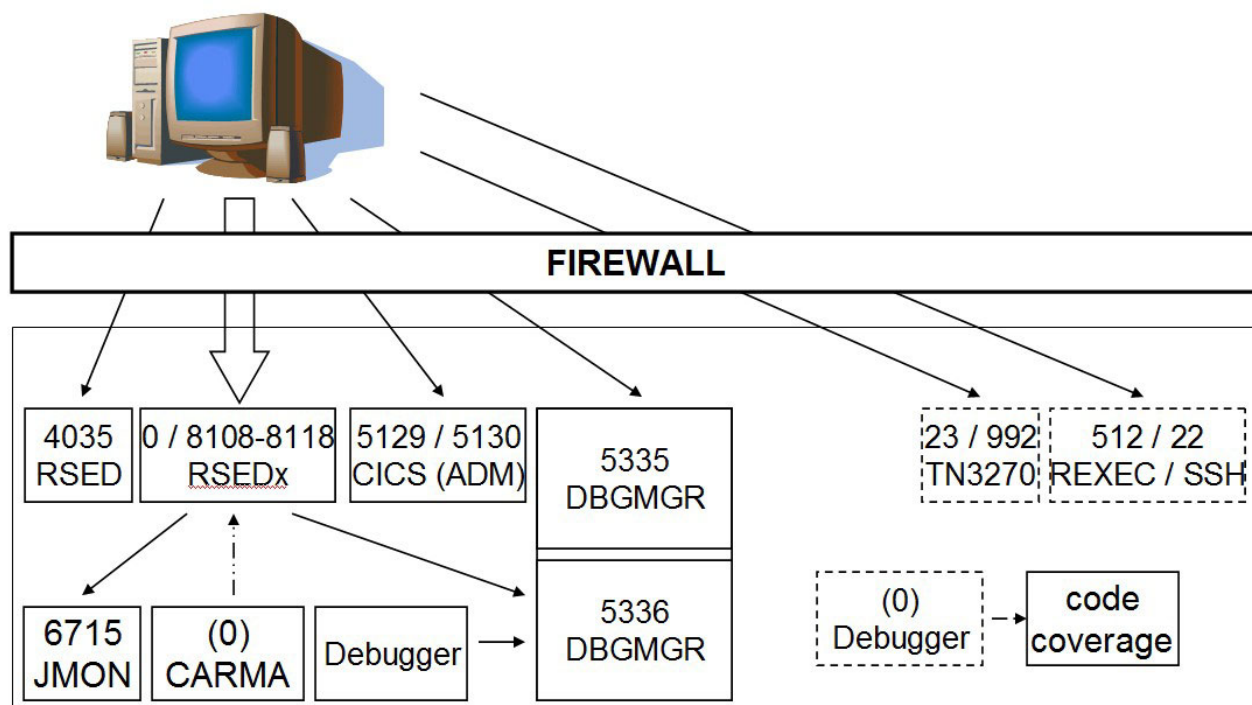 FIREWALL
4035
RSED
0 / 8108-8118
RSEDx
5129 / 5130
CICS (ADM)
5335
DBGMGR
23 / 992
TN3270
512 / 22
REXEC / SSH
6715
JMON
(0)
CARMA
Debugger
5336
DBGMGR
(0)
Debugger
code
coverage